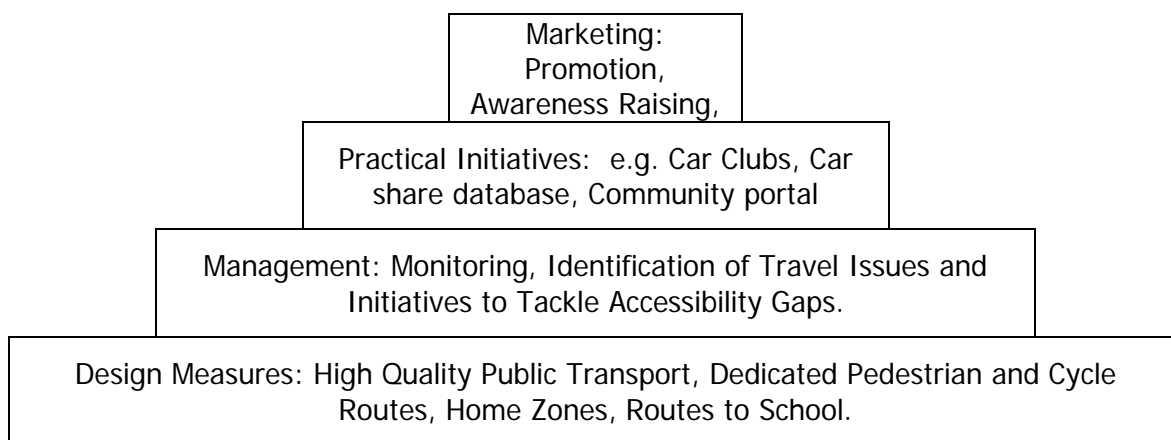 Marketing:
Promotion,
Awareness Raising,
Practical Initiatives:  e.g. Car Clubs, Car
share database, Community portal
Management: Monitoring, Identification of Travel Issues and
Initiatives to Tackle Accessibility Gaps.
Design Measures: High Quality Public Transport, Dedicated Pedestrian and Cycle
Routes, Home Zones, Routes to School.